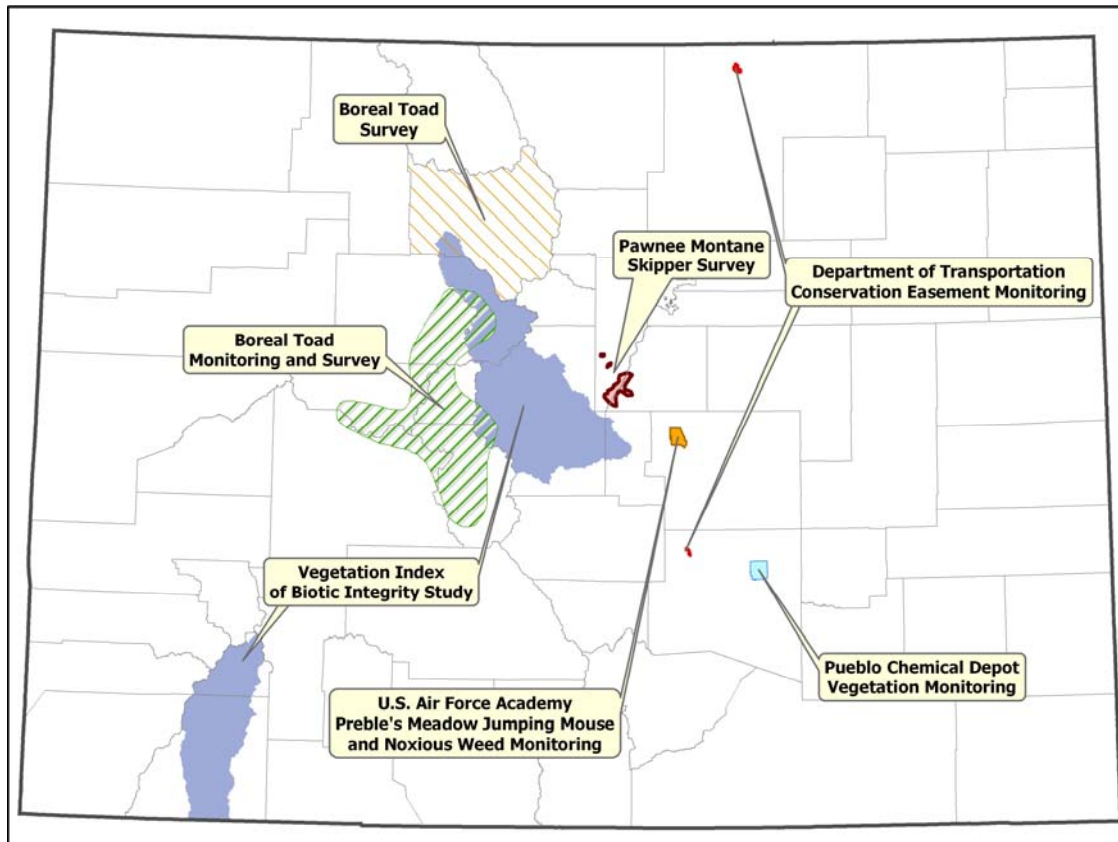 Boreal Toad
Survey
Pawnee Montane
Skipper Survey
Department of Transportation
Conservation Easement Monitoring
Boreal Toad
Monitoring and Survey
Vegetation Index
of Biotic Integrity Study
Pueblo Chemical Depot
Vegetation Monitoring
U.S. Air Force Academy
Preble's Meadow Jumping Mouse
and Noxious Weed Monitoring